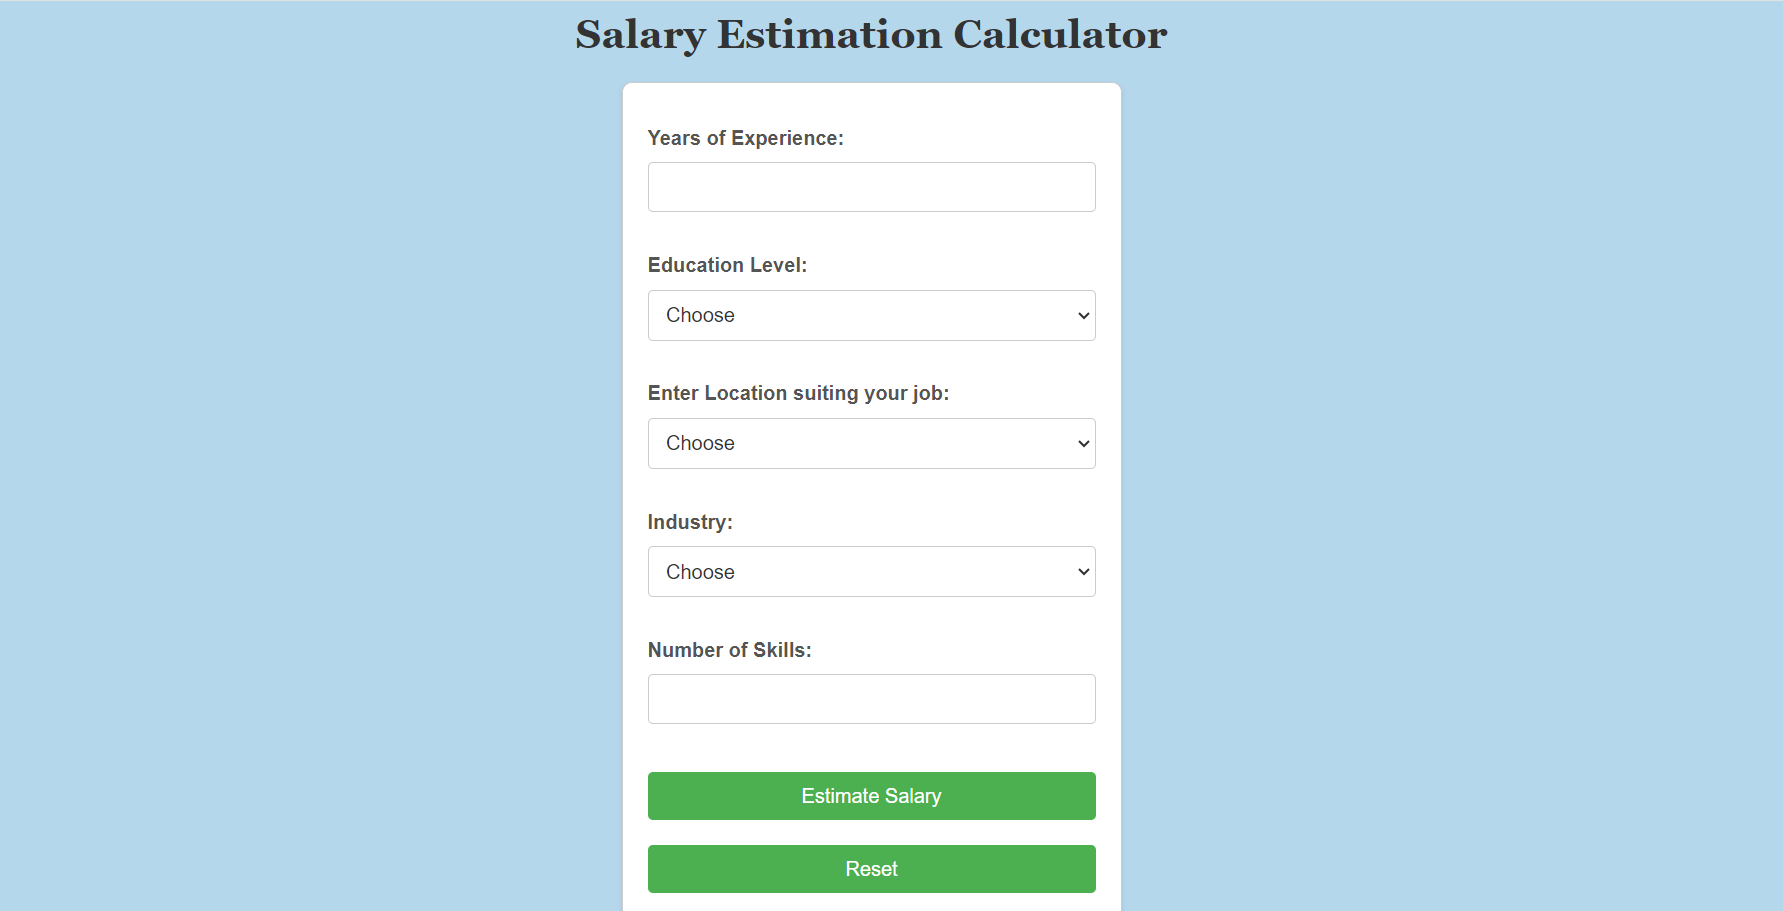 Salary Estimation Calculator
Years of Experience:
Education Level:
Choose
Enter Location suiting your job:
Choose
Industry:
Choose
Number of Skills:
Estimate Salary
Reset